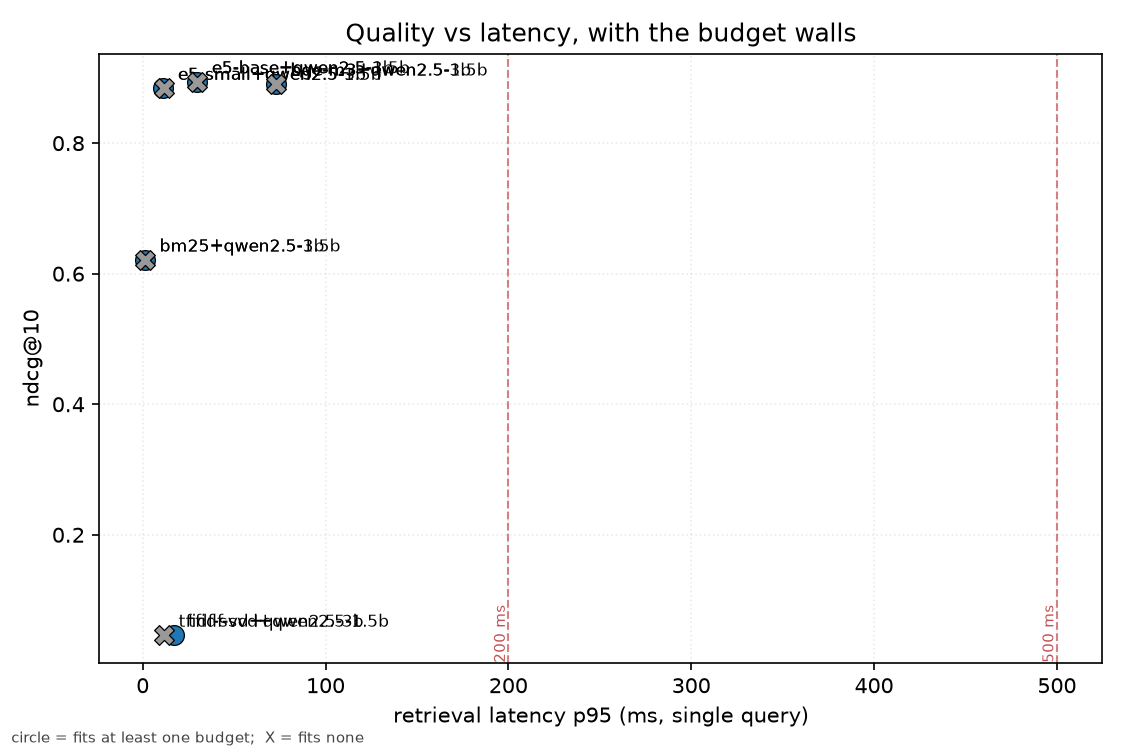 Quality vs latency, with the budget walls
0.8
bm25+qwen2.5-
0.6
ndcg@10
0.4
0.2
200 ms
500 ms
0
100
200
300
400
500
retrieval latency p95 (ms, single query)
circle = fits at least one budget;  X = fits none